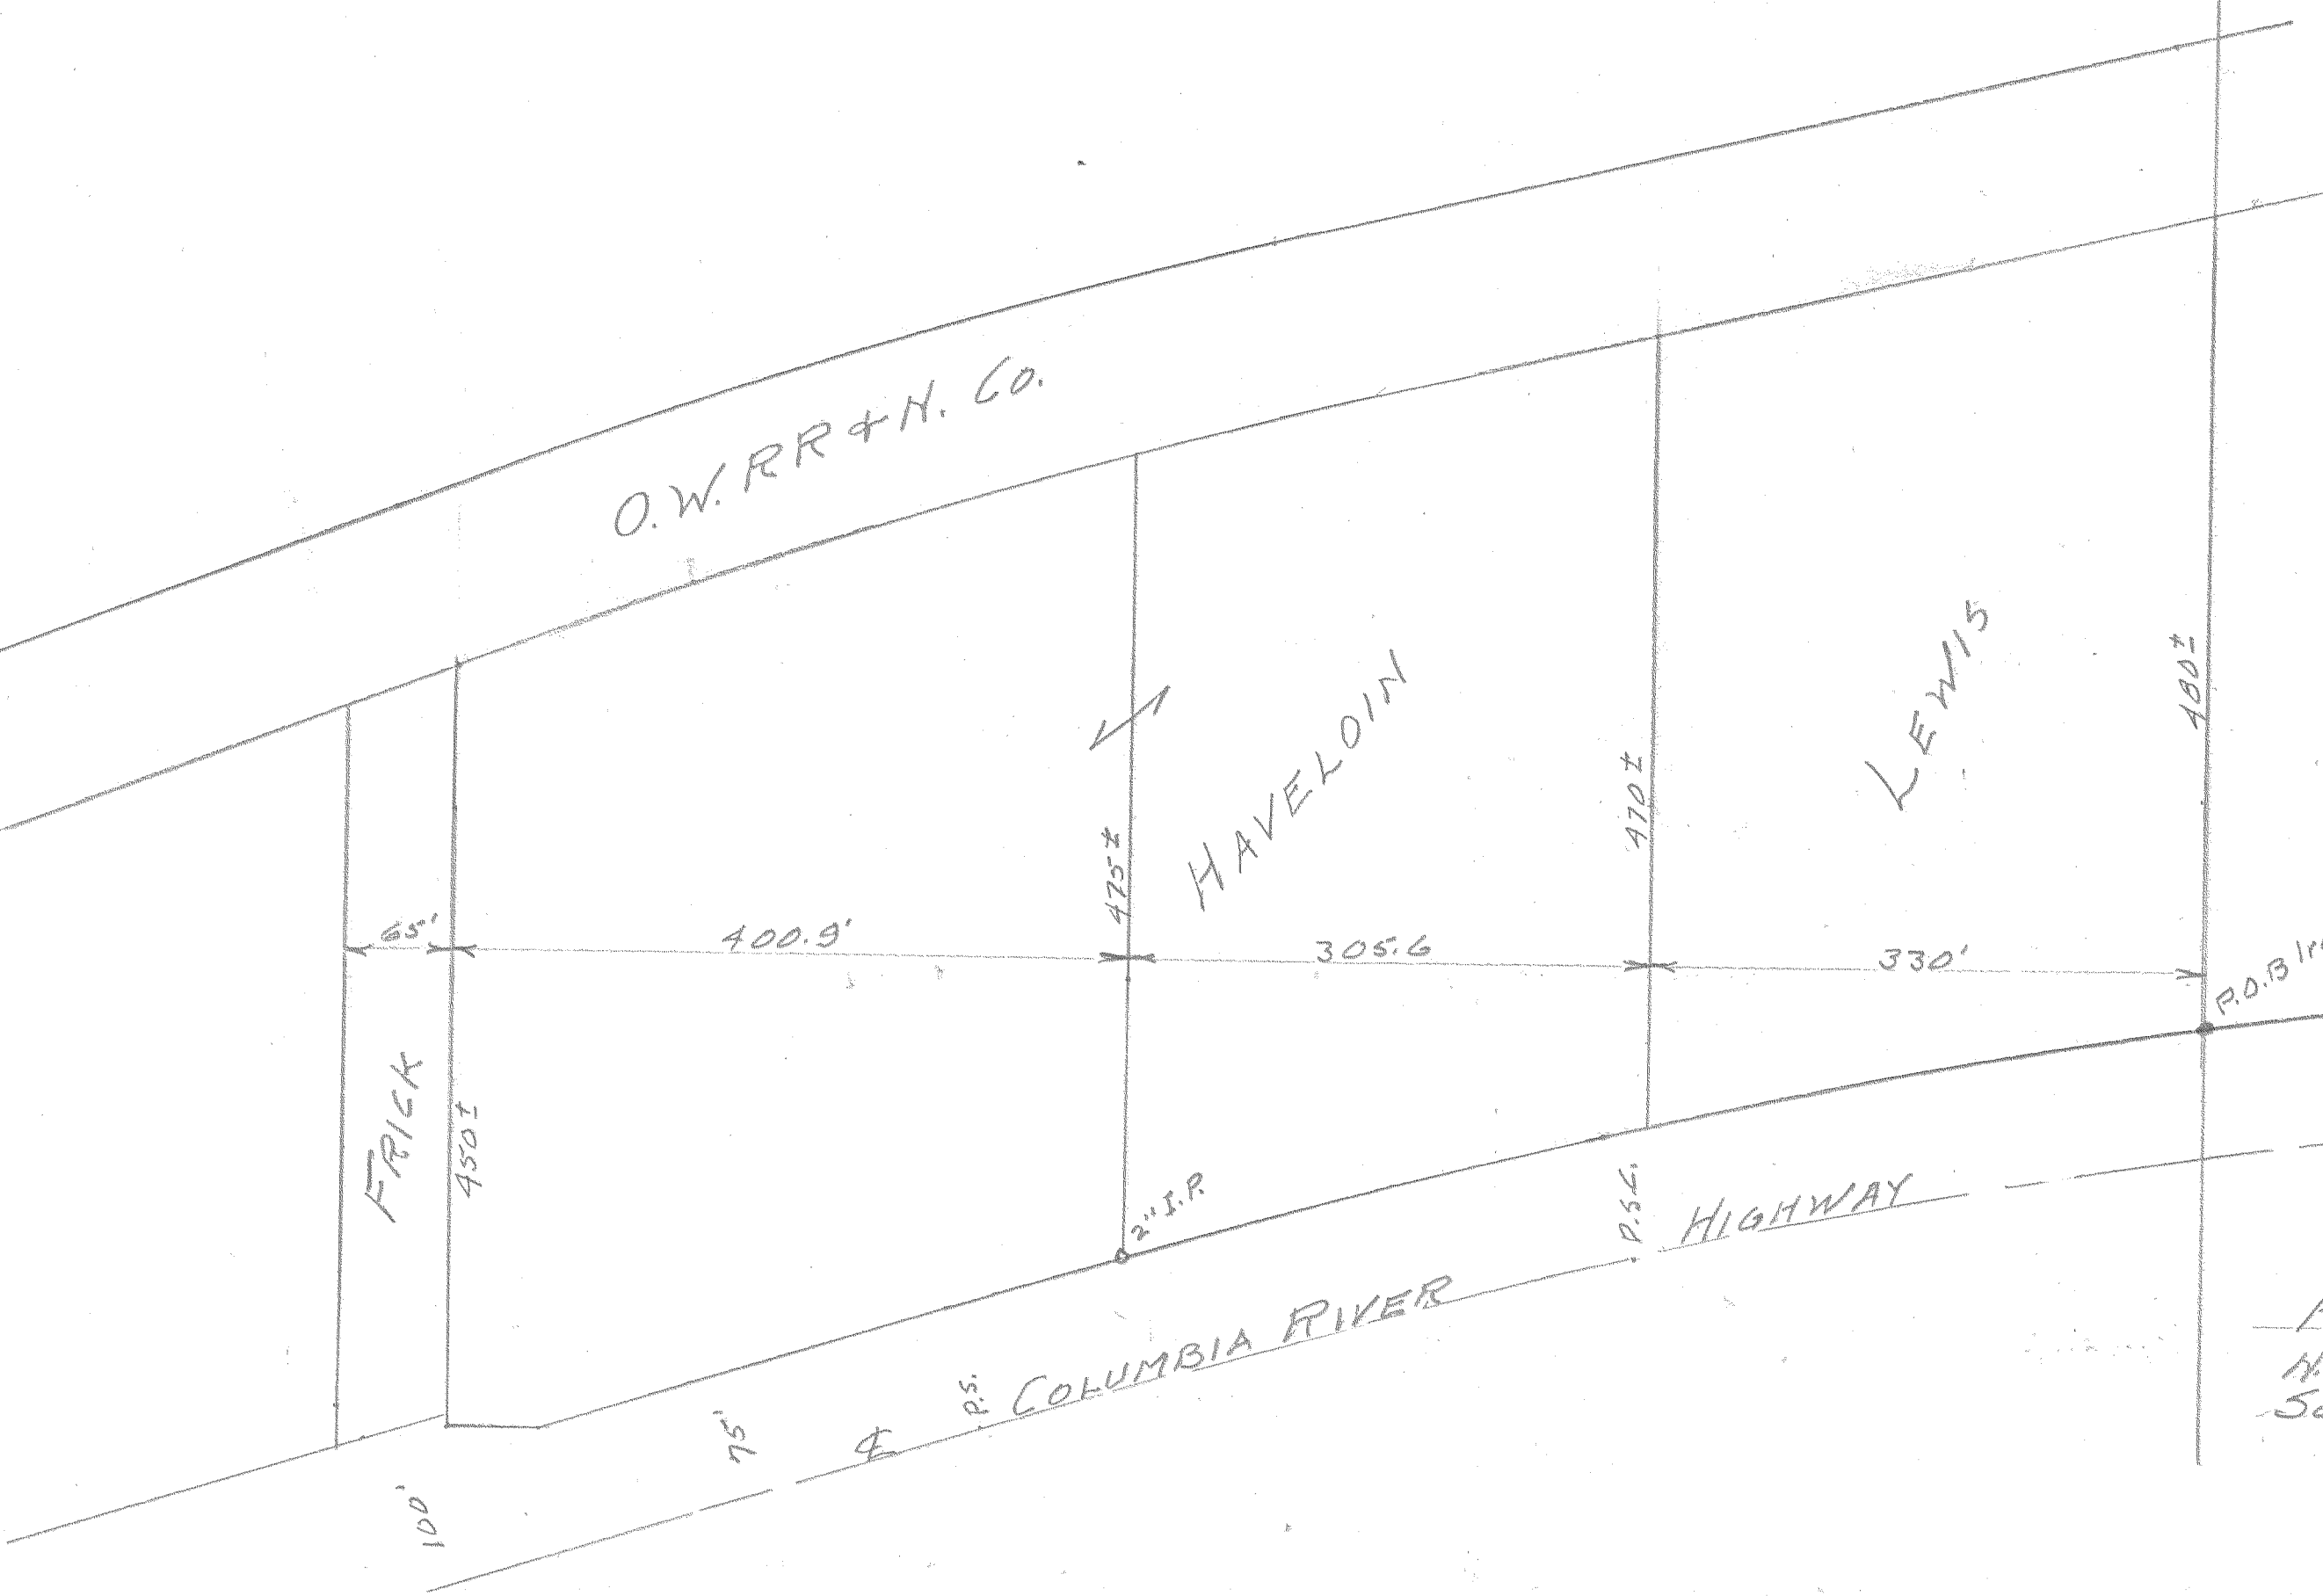 O.W. RR & N. Co.
HAVELOIN
LEWIS
FRICK
480±
470±
475±
450±
65'
400.9'
305.6
330'
P.O.B
2" I.P.
P.S.
℄ COLUMBIA RIVER HIGHWAY
75'
100'